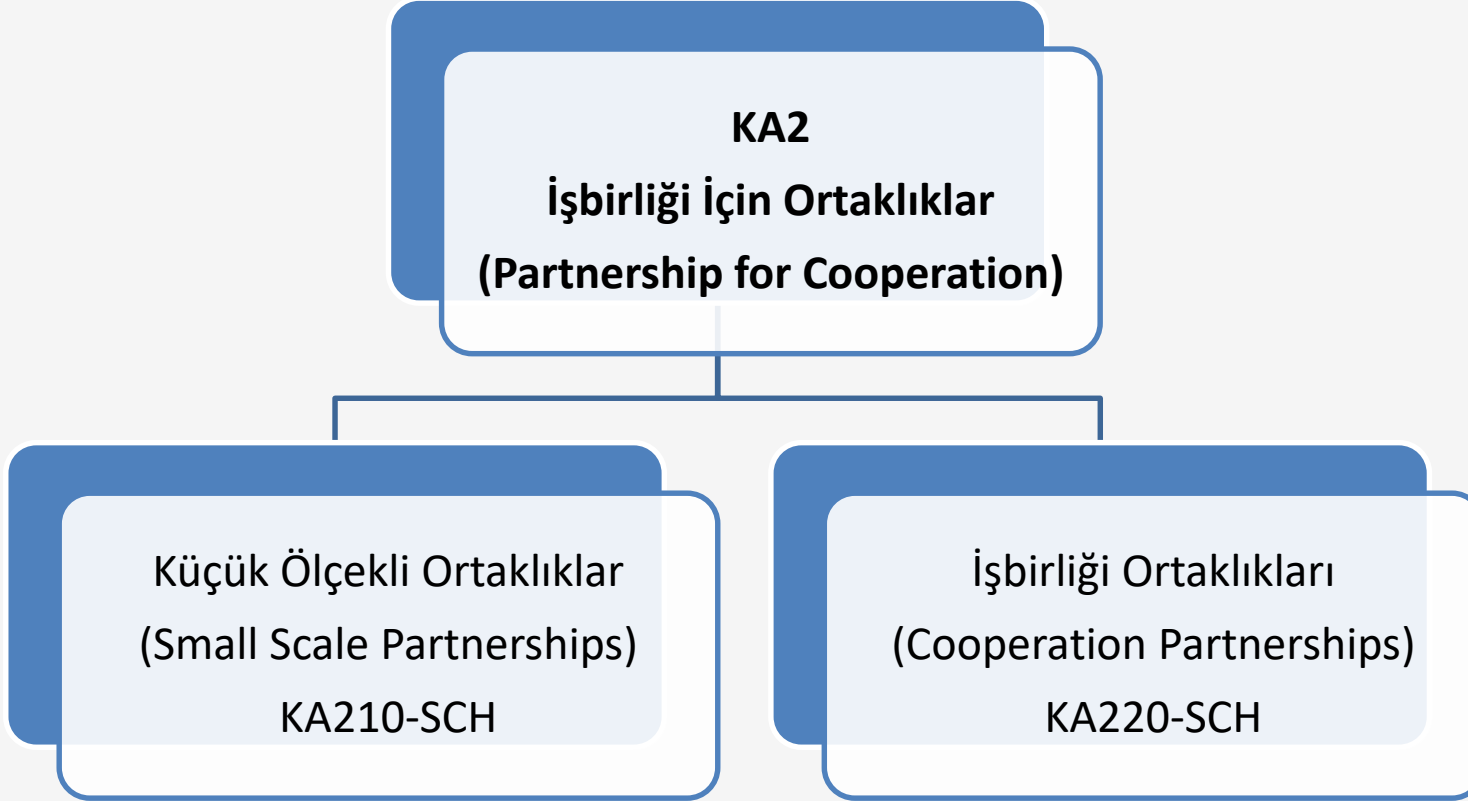 KA2
İşbirliği İçin Ortaklıklar
(Partnership for Cooperation)
Küçük Ölçekli Ortaklıklar
(Small Scale Partnerships)
KA210-SCH
İşbirliği Ortaklıkları
(Cooperation Partnerships)
KA220-SCH